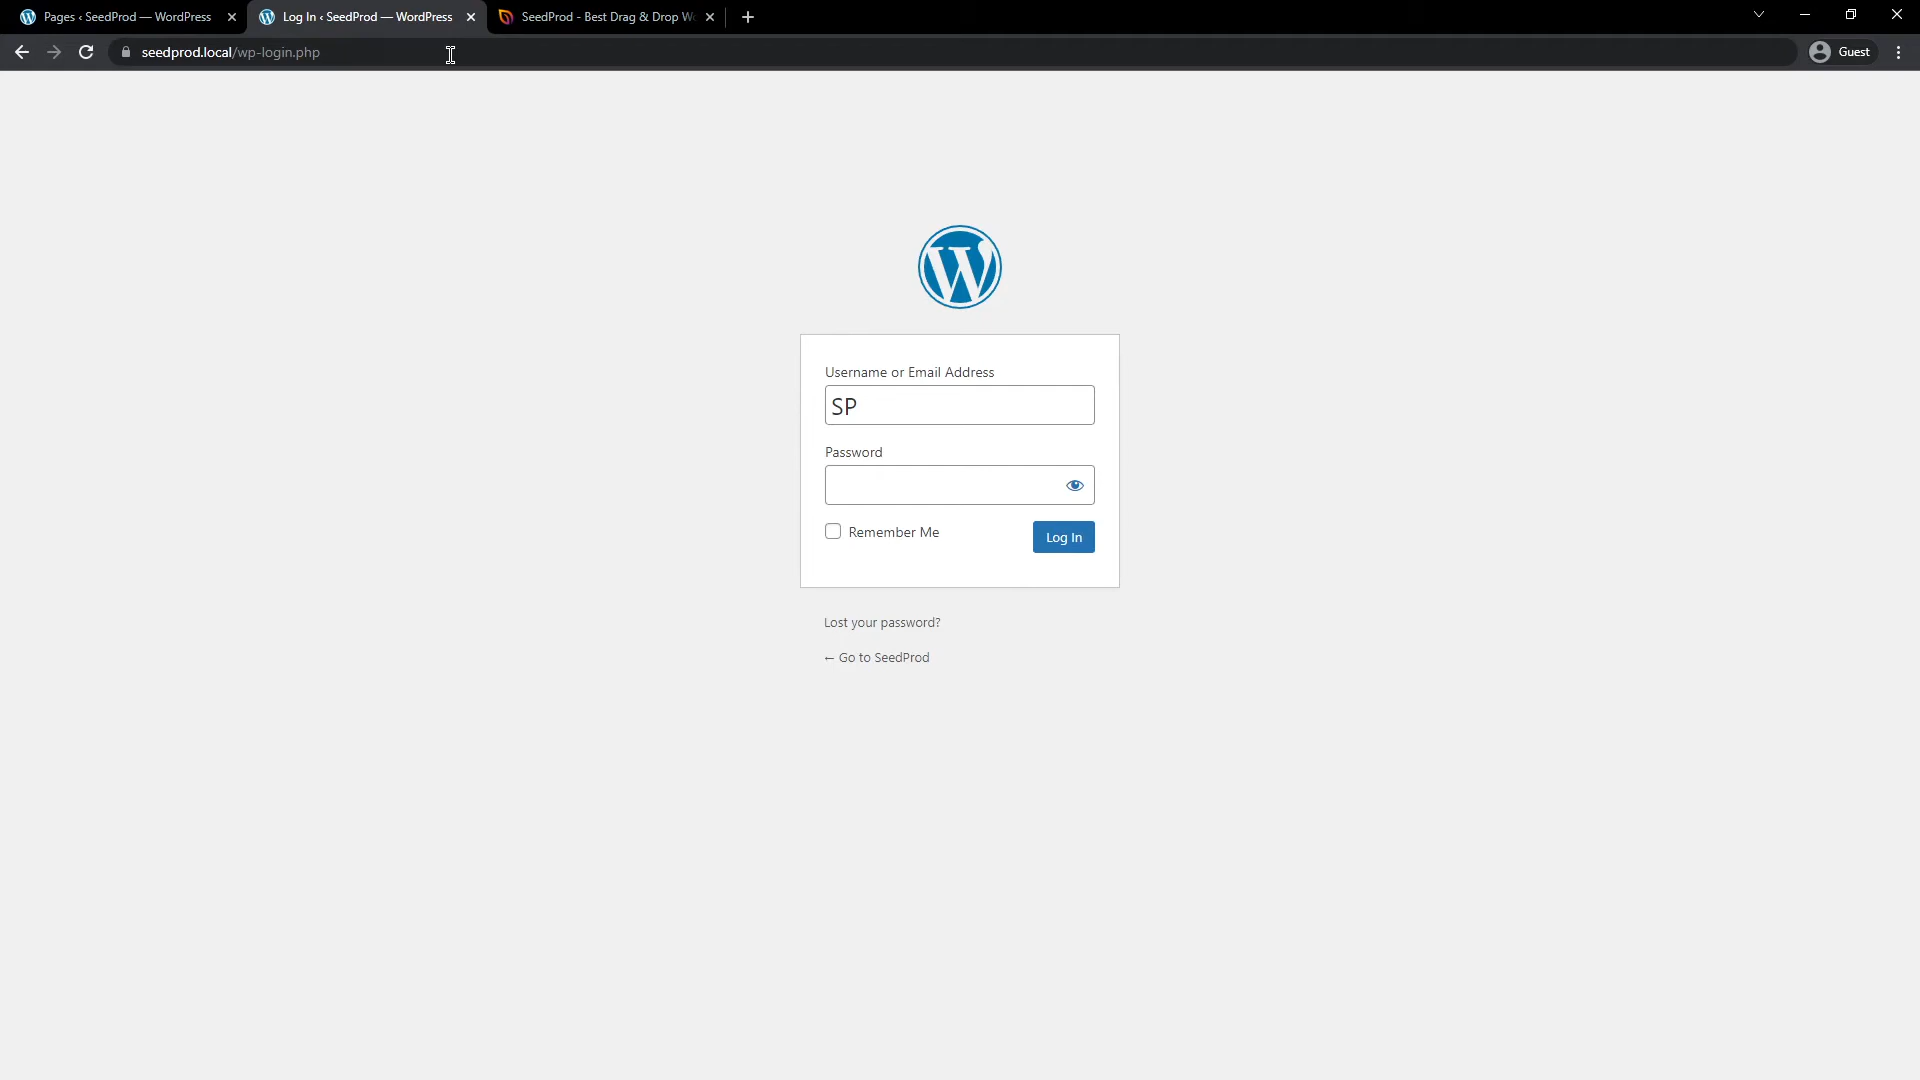 Pages ‹ SeedProd — WordPress
Log In ‹ SeedProd — WordPress
SeedProd - Best Drag & Drop W
seedprod.local/wp-login.php
Guest
Username or Email Address
SP
Password
Remember Me
Log In
Lost your password?
← Go to SeedProd